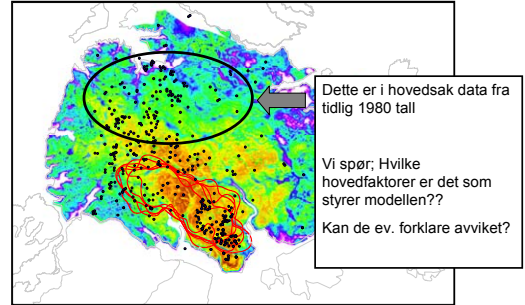 Dette er i hovedsak data fra
tidlig 1980 tall
Vi spør; Hvilke
hovedfaktorer er det som
styrer modellen??
Kan de ev. forklare avviket?